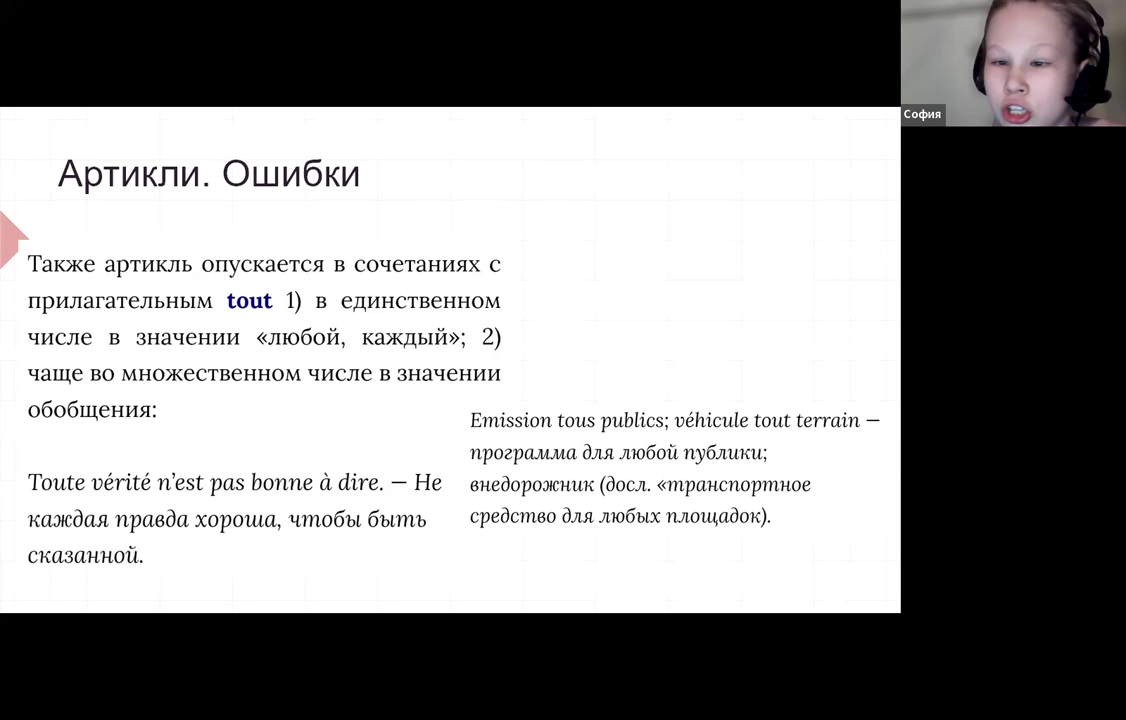 София
Артикли. Ошибки
Также артикль опускается в сочетаниях с
прилагательным tout 1) в единственном
числе в значении «любой, каждый»; 2)
чаще во множественном числе в значении
обобщения:
Toute vérité n’est pas bonne à dire. — Не
каждая правда хороша, чтобы быть
сказанной.
Emission tous publics; véhicule tout terrain —
программа для любой публики;
внедорожник (досл. «транспортное
средство для любых площадок).